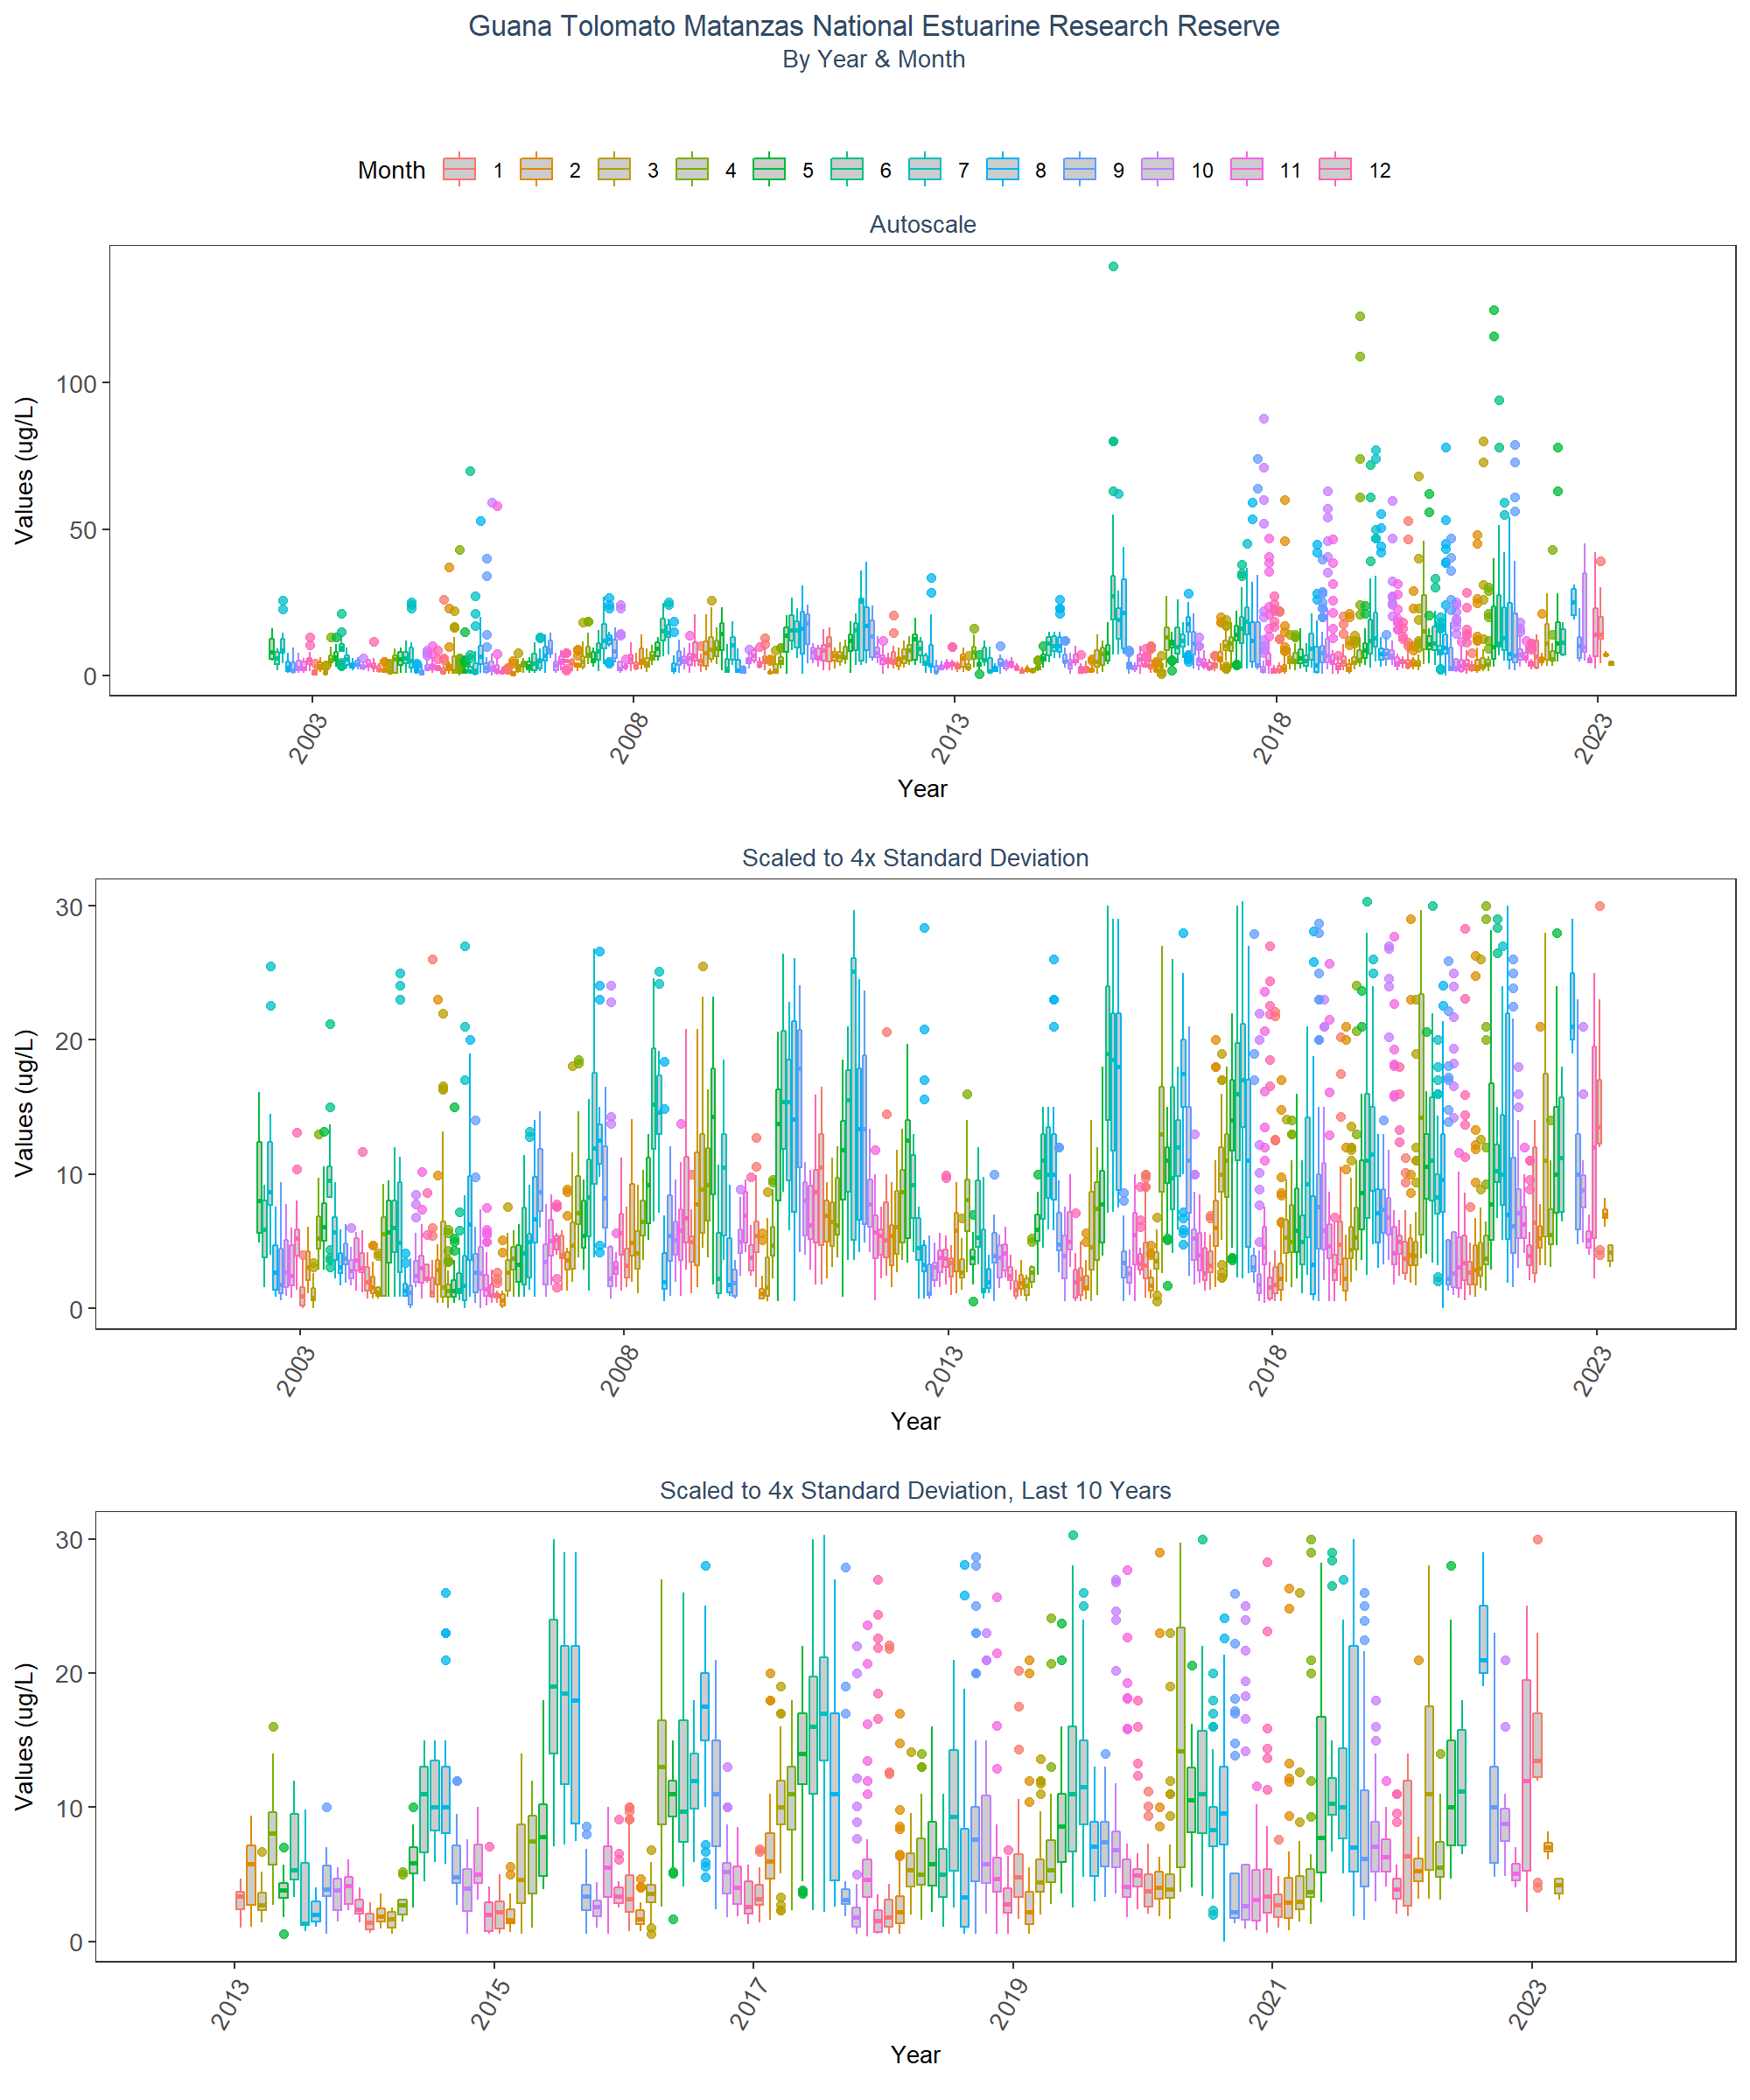 Guana Tolomato Matanzas National Estuarine Research Reserve
By Year & Month
Month 1 2 3 4 5 6 7 8 9 10 11 12
Autoscale
Values (ug/L)
100
50
0
2003 2008 2013 2018 2023
Year
Scaled to 4x Standard Deviation
Values (ug/L)
30
20
10
0
2003 2008 2013 2018 2023
Year
Scaled to 4x Standard Deviation, Last 10 Years
Values (ug/L)
30
20
10
0
2013 2015 2017 2019 2021 2023
Year